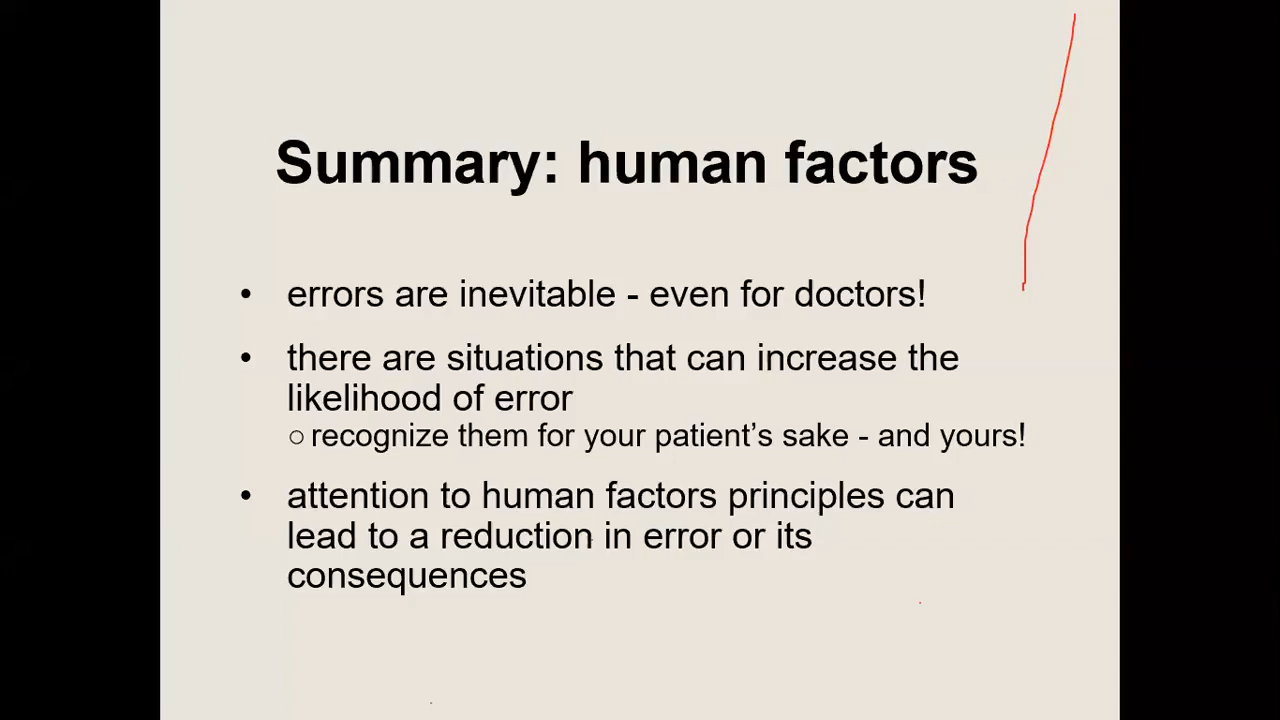 Summary: human factors
• errors are inevitable - even for doctors!
• there are situations that can increase the
likelihood of error
○ recognize them for your patient’s sake - and yours!
• attention to human factors principles can
lead to a reduction in error or its
consequences